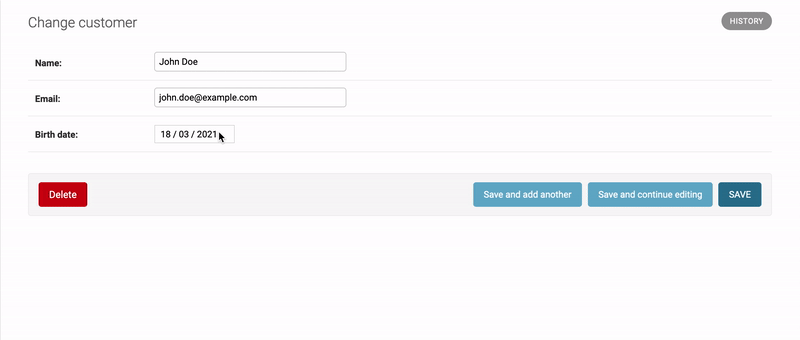 Change customer
HISTORY
Name: John Doe
Email: john.doe@example.com
Birth date: 18 / 03 / 2021
Delete Save and add another Save and continue editing SAVE